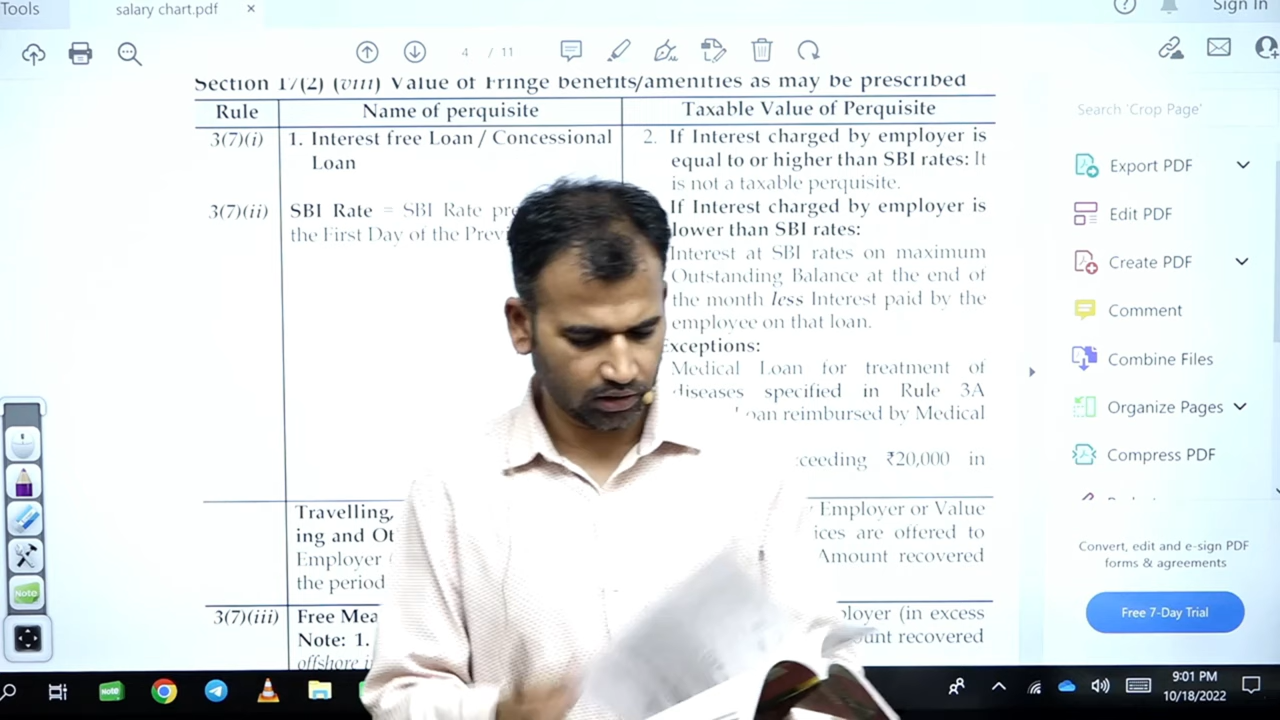 Tools
salary chart.pdf ×
Sign In
4 / 11
Section 17(2) (viii) Value of Fringe benefits/amenities as may be prescribed
Rule
Name of perquisite
Taxable Value of Perquisite
3(7)(i)
1. Interest free Loan / Concessional
Loan
2. If Interest charged by employer is
equal to or higher than SBI rates: It
is not a taxable perquisite.
3(7)(ii)
SBI Rate = SBI Rate
the First Day of the
If Interest charged by employer is
lower than SBI rates:
Interest at SBI rates on maximum
Outstanding Balance at the end of
the month less Interest paid by the
employee on that loan.
Exceptions:
Medical Loan for treatment of
diseases specified in Rule 3A
reimbursed by Medical
₹20,000 in
Travelling,
ing and
Employer
the period
Employer or Value
are offered to
Amount recovered
3(7)(iii)
Free
Note: 1.
offshore
(in excess
recovered
Search 'Crop Page'
Export PDF
Edit PDF
Create PDF
Comment
Combine Files
Organize Pages
Compress PDF
Convert, edit and e-sign PDF
forms & agreements
Free 7-Day Trial
Note
Note
9:01 PM
10/18/2022